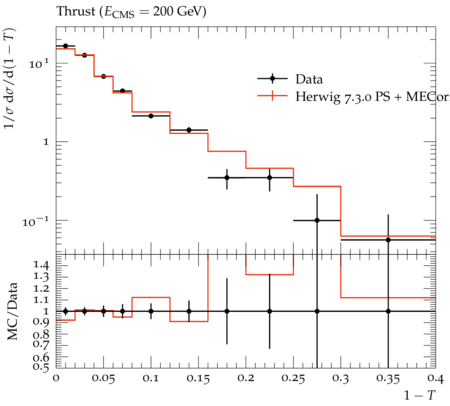 Thrust (E_CMS = 200 GeV)
1/σ dσ/d(1 − T)
10^1
1
10^−1
Data
Herwig 7.3.0 PS + MECor
MC/Data
1.4
1.3
1.2
1.1
1
0.9
0.8
0.7
0.6
0.5
0 0.05 0.1 0.15 0.2 0.25 0.3 0.35 0.4
1 − T